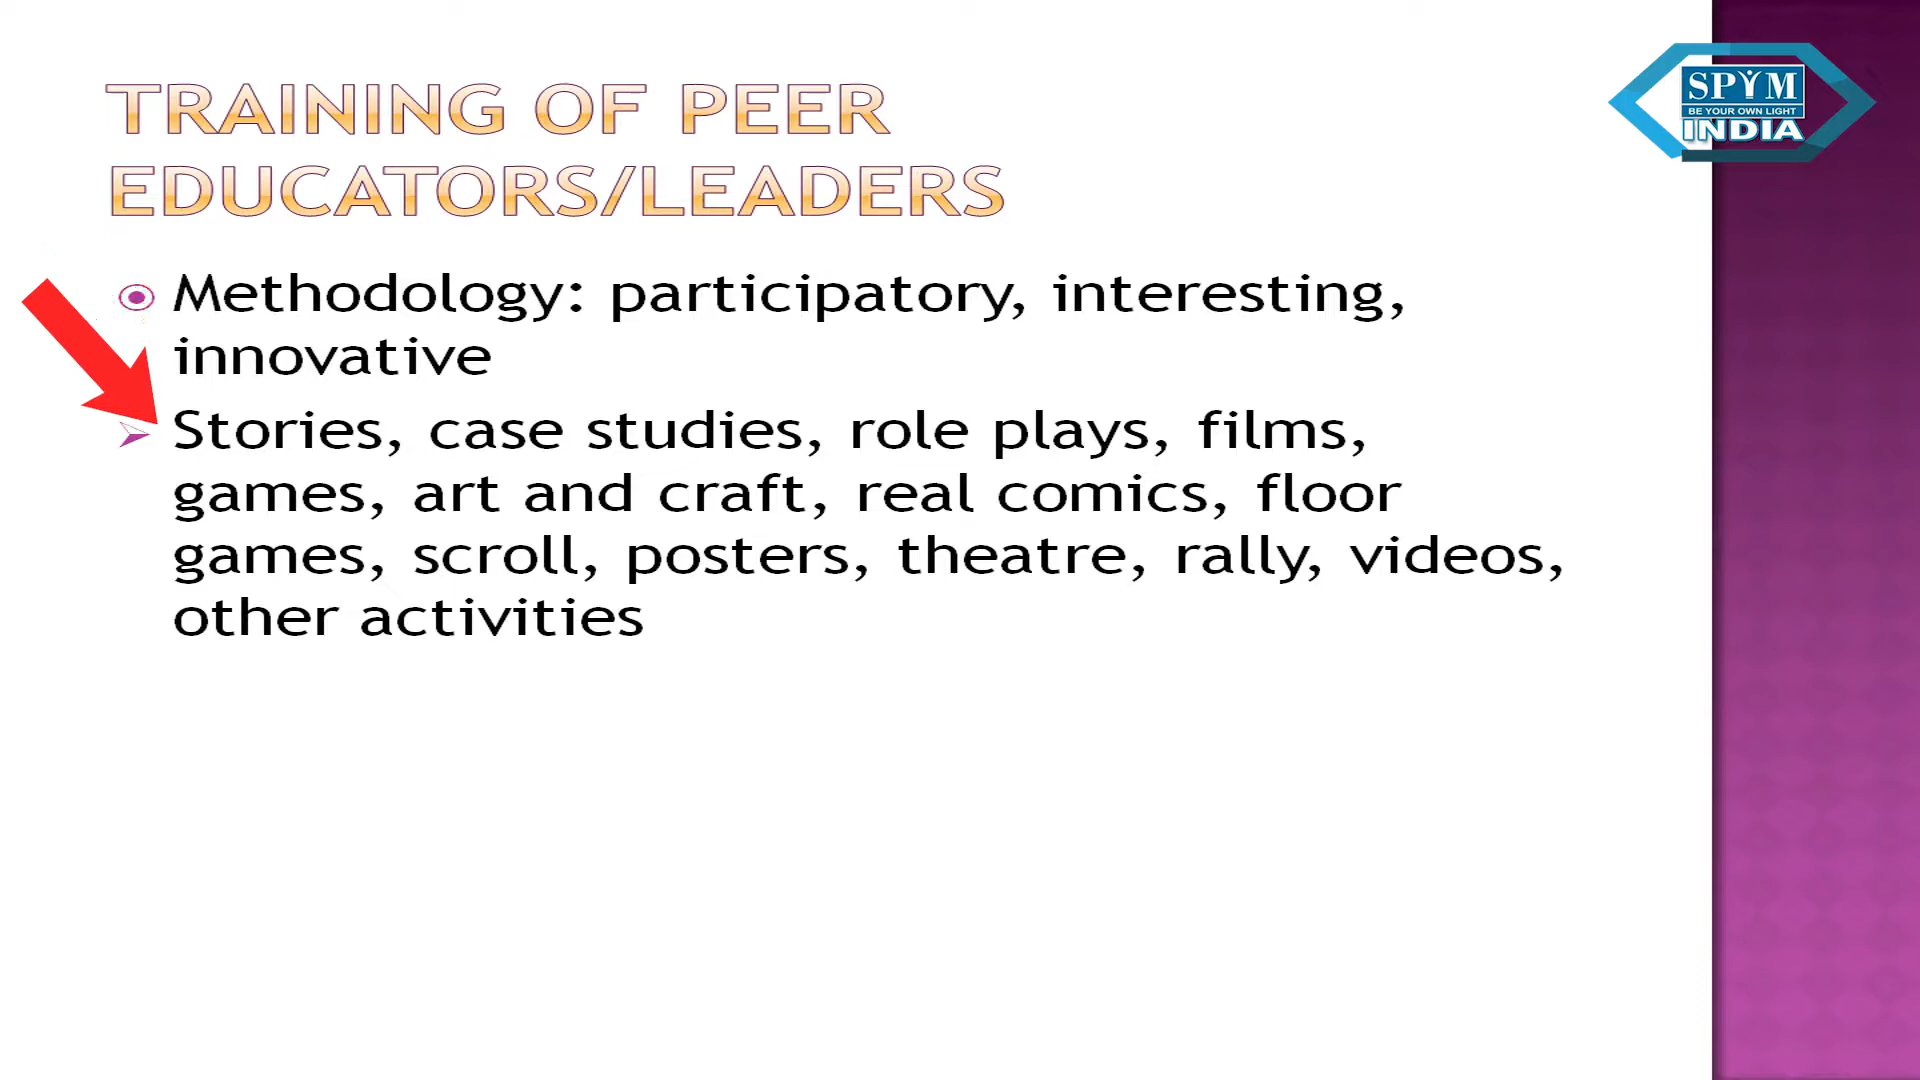 TRAINING OF PEER
EDUCATORS/LEADERS
SPYM
BE YOUR OWN LIGHT
INDIA
Methodology: participatory, interesting,
innovative
Stories, case studies, role plays, films,
games, art and craft, real comics, floor
games, scroll, posters, theatre, rally, videos,
other activities